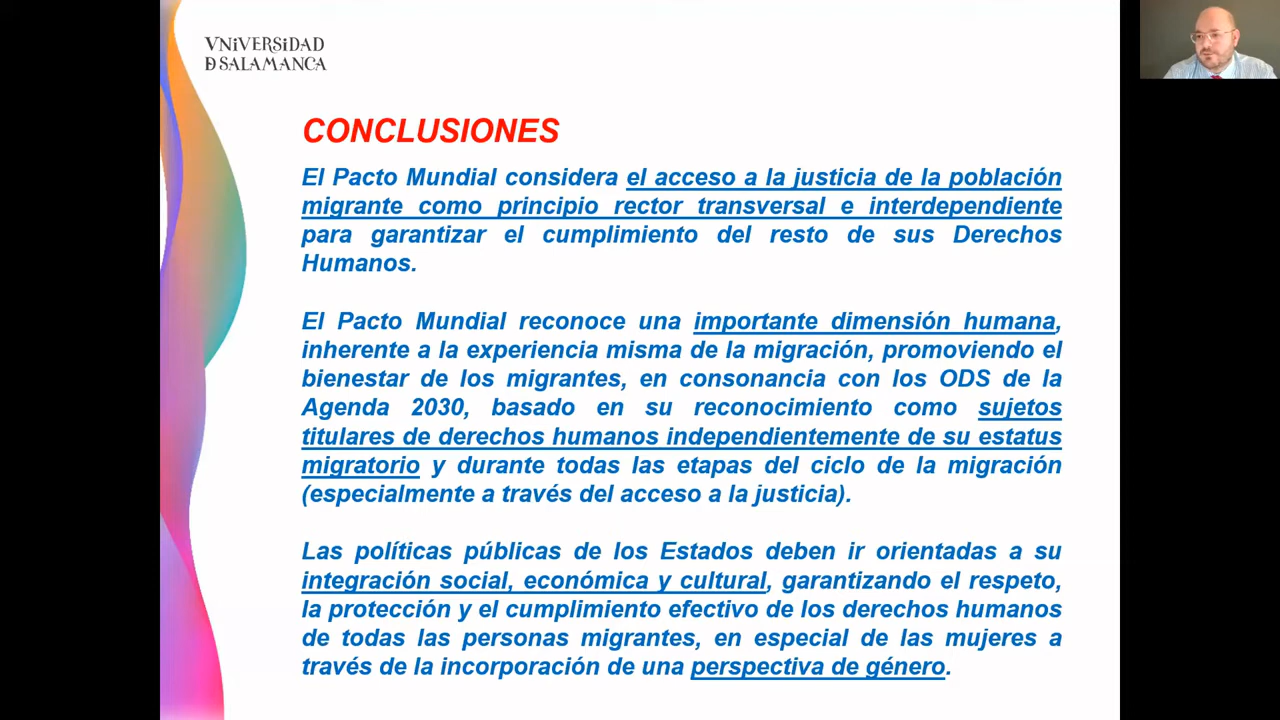 VNiVERSiDAD
D SALAMANCA
CONCLUSIONES
El Pacto Mundial considera el acceso a la justicia de la población
migrante como principio rector transversal e interdependiente
para garantizar el cumplimiento del resto de sus Derechos
Humanos.
El Pacto Mundial reconoce una importante dimensión humana,
inherente a la experiencia misma de la migración, promoviendo el
bienestar de los migrantes, en consonancia con los ODS de la
Agenda 2030, basado en su reconocimiento como sujetos
titulares de derechos humanos independientemente de su estatus
migratorio y durante todas las etapas del ciclo de la migración
(especialmente a través del acceso a la justicia).
Las políticas públicas de los Estados deben ir orientadas a su
integración social, económica y cultural, garantizando el respeto,
la protección y el cumplimiento efectivo de los derechos humanos
de todas las personas migrantes, en especial de las mujeres a
través de la incorporación de una perspectiva de género.